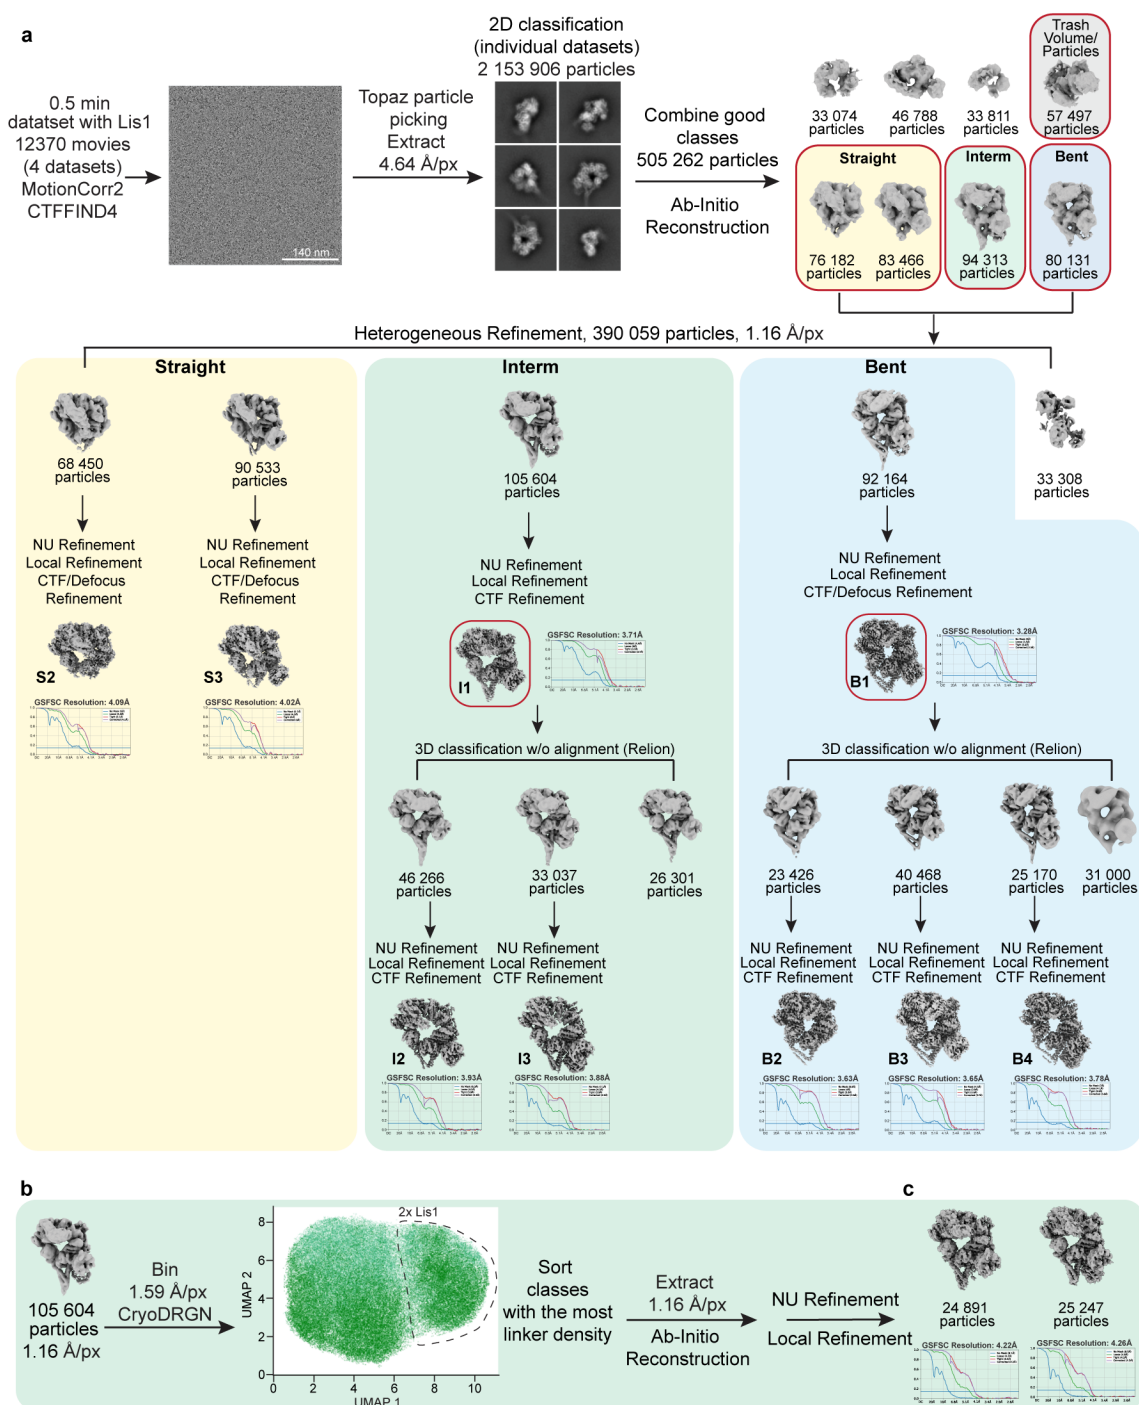 a
0.5 min
datatset with Lis1
12370 movies
(4 datasets)
MotionCorr2
CTFFIND4
140 nm
Topaz particle
picking
Extract
4.64 Å/px
2D classification
(individual datasets)
2 153 906 particles
Combine good
classes
505 262 particles
Ab-Initio
Reconstruction
33 074
particles
46 788
particles
33 811
particles
Trash
Volume/
Particles
57 497
particles
Straight
76 182
particles
83 466
particles
Interm
94 313
particles
Bent
80 131
particles
Heterogeneous Refinement, 390 059 particles, 1.16 Å/px
Straight
68 450
particles
90 533
particles
NU Refinement
Local Refinement
CTF/Defocus
Refinement
NU Refinement
Local Refinement
CTF/Defocus
Refinement
S2
S3
GSFSC Resolution: 4.09Å
GSFSC Resolution: 4.02Å
Interm
105 604
particles
NU Refinement
Local Refinement
CTF Refinement
I1
GSFSC Resolution: 3.71Å
3D classification w/o alignment (Relion)
46 266
particles
33 037
particles
26 301
particles
NU Refinement
Local Refinement
CTF Refinement
NU Refinement
Local Refinement
CTF Refinement
I2
I3
GSFSC Resolution: 3.93Å
GSFSC Resolution: 3.88Å
Bent
92 164
particles
33 308
particles
NU Refinement
Local Refinement
CTF/Defocus Refinement
B1
GSFSC Resolution: 3.28Å
3D classification w/o alignment (Relion)
23 426
particles
40 468
particles
25 170
particles
31 000
particles
NU Refinement
Local Refinement
CTF Refinement
NU Refinement
Local Refinement
CTF Refinement
NU Refinement
Local Refinement
CTF Refinement
B2
B3
B4
GSFSC Resolution: 3.63Å
GSFSC Resolution: 3.65Å
GSFSC Resolution: 3.78Å
b
105 604
particles
1.16 Å/px
Bin
1.59 Å/px
CryoDRGN
2x Lis1
UMAP 2
8
6
4
2
0
0 2 4 6 8 10
UMAP 1
Sort
classes
with the most
linker density
Extract
1.16 Å/px
Ab-Initio
Reconstruction
NU Refinement
Local Refinement
c
24 891
particles
25 247
particles
GSFSC Resolution: 4.22Å
GSFSC Resolution: 4.26Å